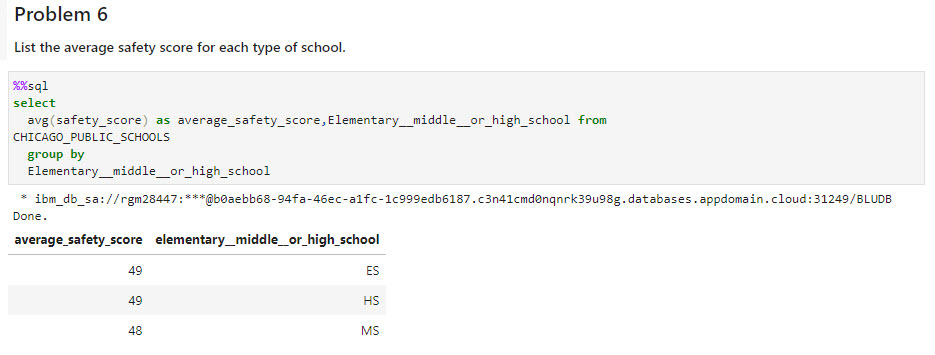 Problem 6
List the average safety score for each type of school.
%%sql
select
avg(safety_score) as average_safety_score,Elementary__middle__or_high_school from
CHICAGO_PUBLIC_SCHOOLS
group by
Elementary__middle__or_high_school
* ibm_db_sa://rgm28447:***@b0aebb68-94fa-46ec-a1fc-1c999edb6187.c3n41cmd0nqnrk39u98g.databases.appdomain.cloud:31249/BLUDB
Done.
average_safety_score elementary__middle__or_high_school
49 ES
49 HS
48 MS